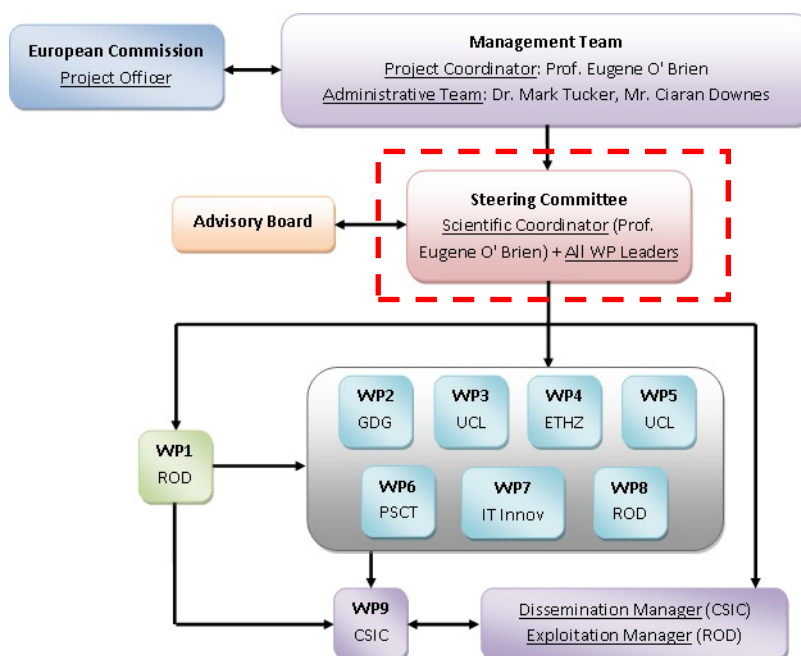 European Commission
Project Officer
Management Team
Project Coordinator: Prof. Eugene O' Brien
Administrative Team: Dr. Mark Tucker, Mr. Ciaran Downes
Advisory Board
Steering Committee
Scientific Coordinator (Prof.
Eugene O' Brien) + All WP Leaders
WP1
ROD
WP2
GDG
WP3
UCL
WP4
ETHZ
WP5
UCL
WP6
PSCT
WP7
IT Innov
WP8
ROD
WP9
CSIC
Dissemination Manager (CSIC)
Exploitation Manager (ROD)